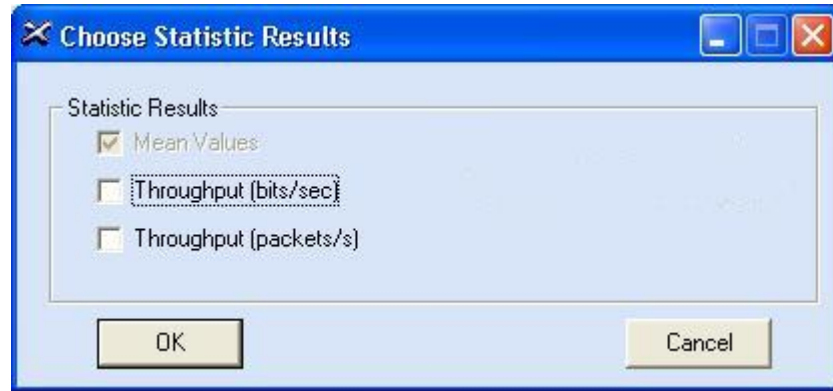 Choose Statistic Results
Statistic Results
Mean Values
Throughput (bits/sec)
Throughput (packets/s)
OK
Cancel